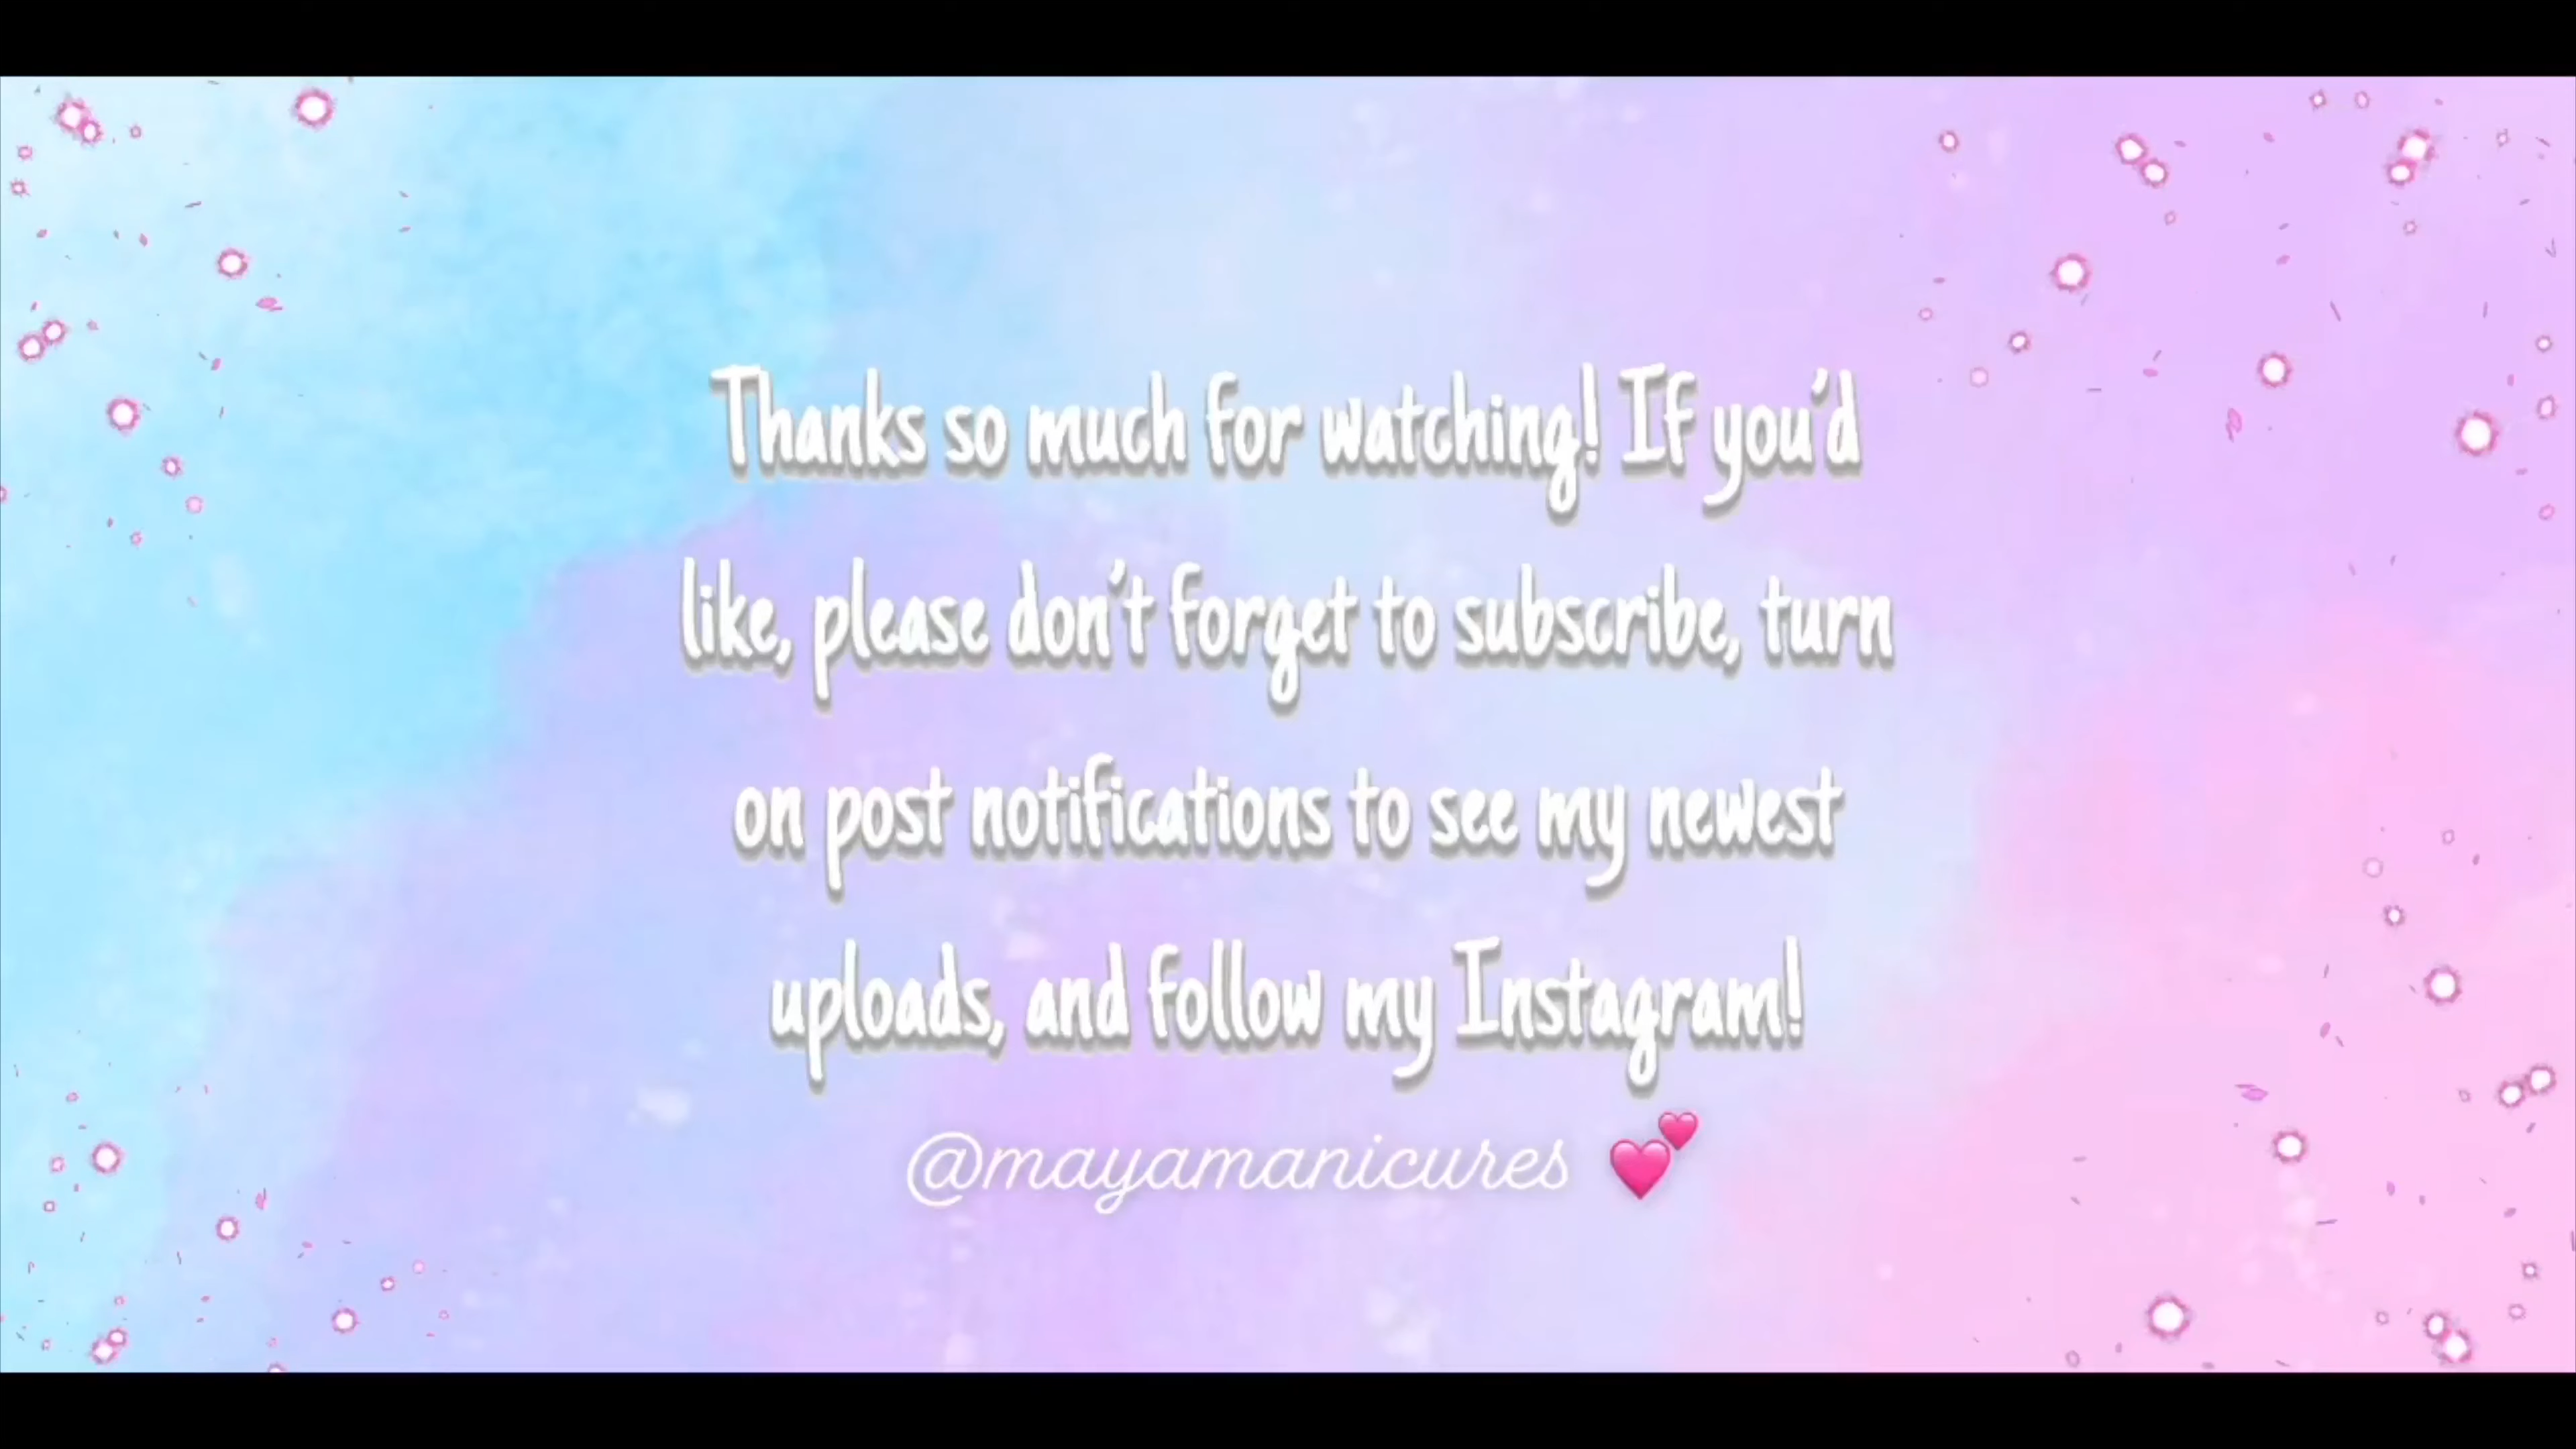 Thanks so much for watching! If you'd
like, please don't forget to subscribe, turn
on post notifications to see my newest
uploads, and follow my Instagram!
@mayamanicures 💕